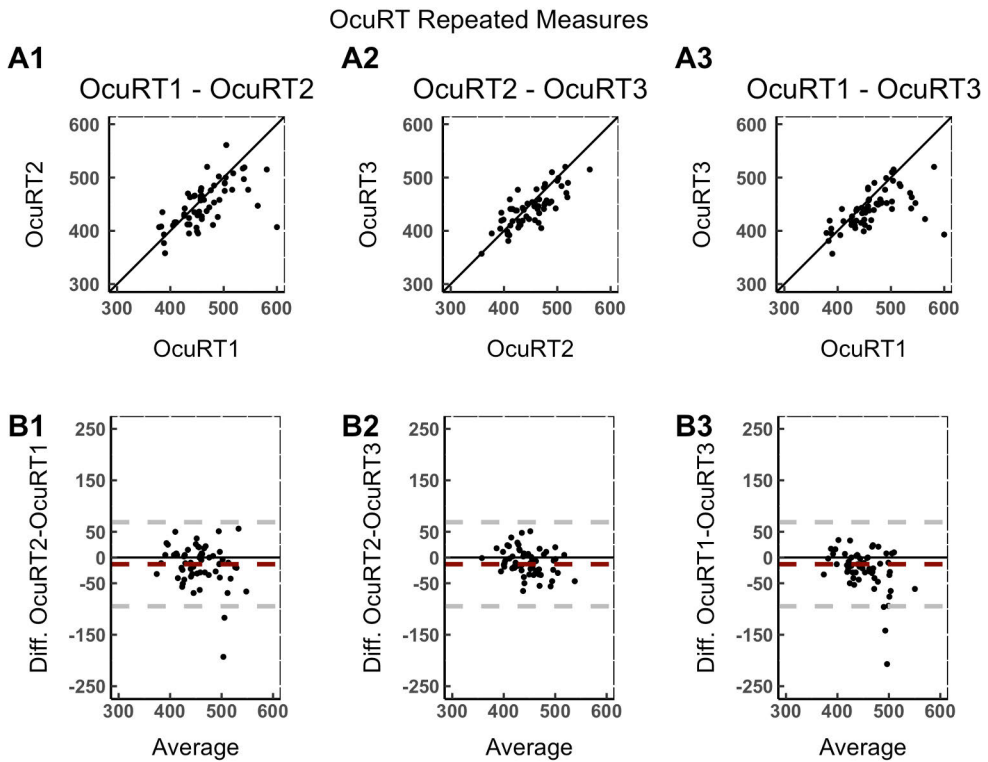 OcuRT Repeated Measures
A1 A2 A3
OcuRT1 - OcuRT2 OcuRT2 - OcuRT3 OcuRT1 - OcuRT3
OcuRT2
600
500
400
300
300 400 500 600
OcuRT1
OcuRT3
600
500
400
300
300 400 500 600
OcuRT2
OcuRT3
600
500
400
300
300 400 500 600
OcuRT1
B1 B2 B3
Diff. OcuRT2-OcuRT1
250
150
50
0
-50
-150
-250
300 400 500 600
Average
Diff. OcuRT2-OcuRT3
250
150
50
0
-50
-150
-250
300 400 500 600
Average
Diff. OcuRT1-OcuRT3
250
150
50
0
-50
-150
-250
300 400 500 600
Average